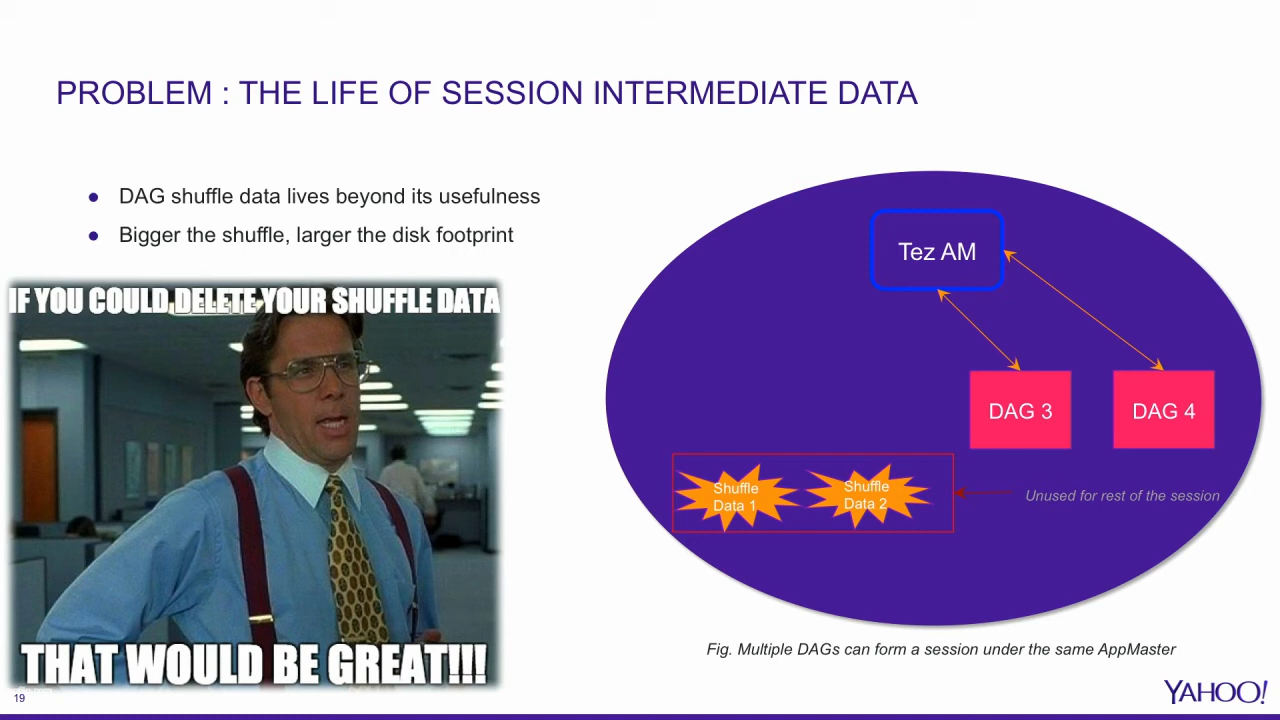 PROBLEM : THE LIFE OF SESSION INTERMEDIATE DATA
● DAG shuffle data lives beyond its usefulness
● Bigger the shuffle, larger the disk footprint
IF YOU COULD DELETE YOUR SHUFFLE DATA
THAT WOULD BE GREAT!!!
Tez AM
DAG 3
DAG 4
Shuffle
Data 1
Shuffle
Data 2
Unused for rest of the session
Fig. Multiple DAGs can form a session under the same AppMaster
19
YAHOO!